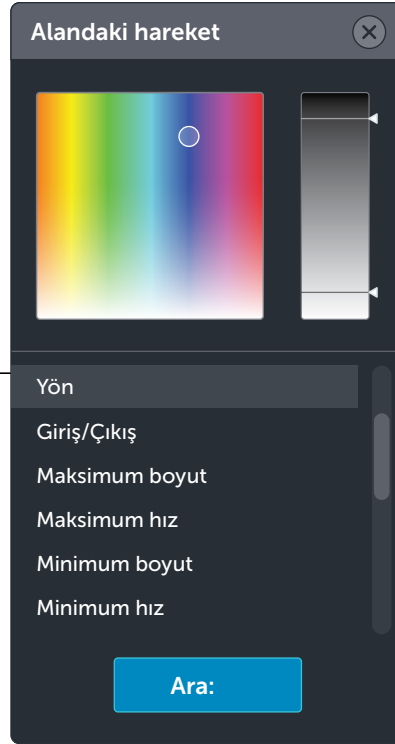 Alandaki hareket
Yön
Giriş/Çıkış
Maksimum boyut
Maksimum hız
Minimum boyut
Minimum hız
Ara: